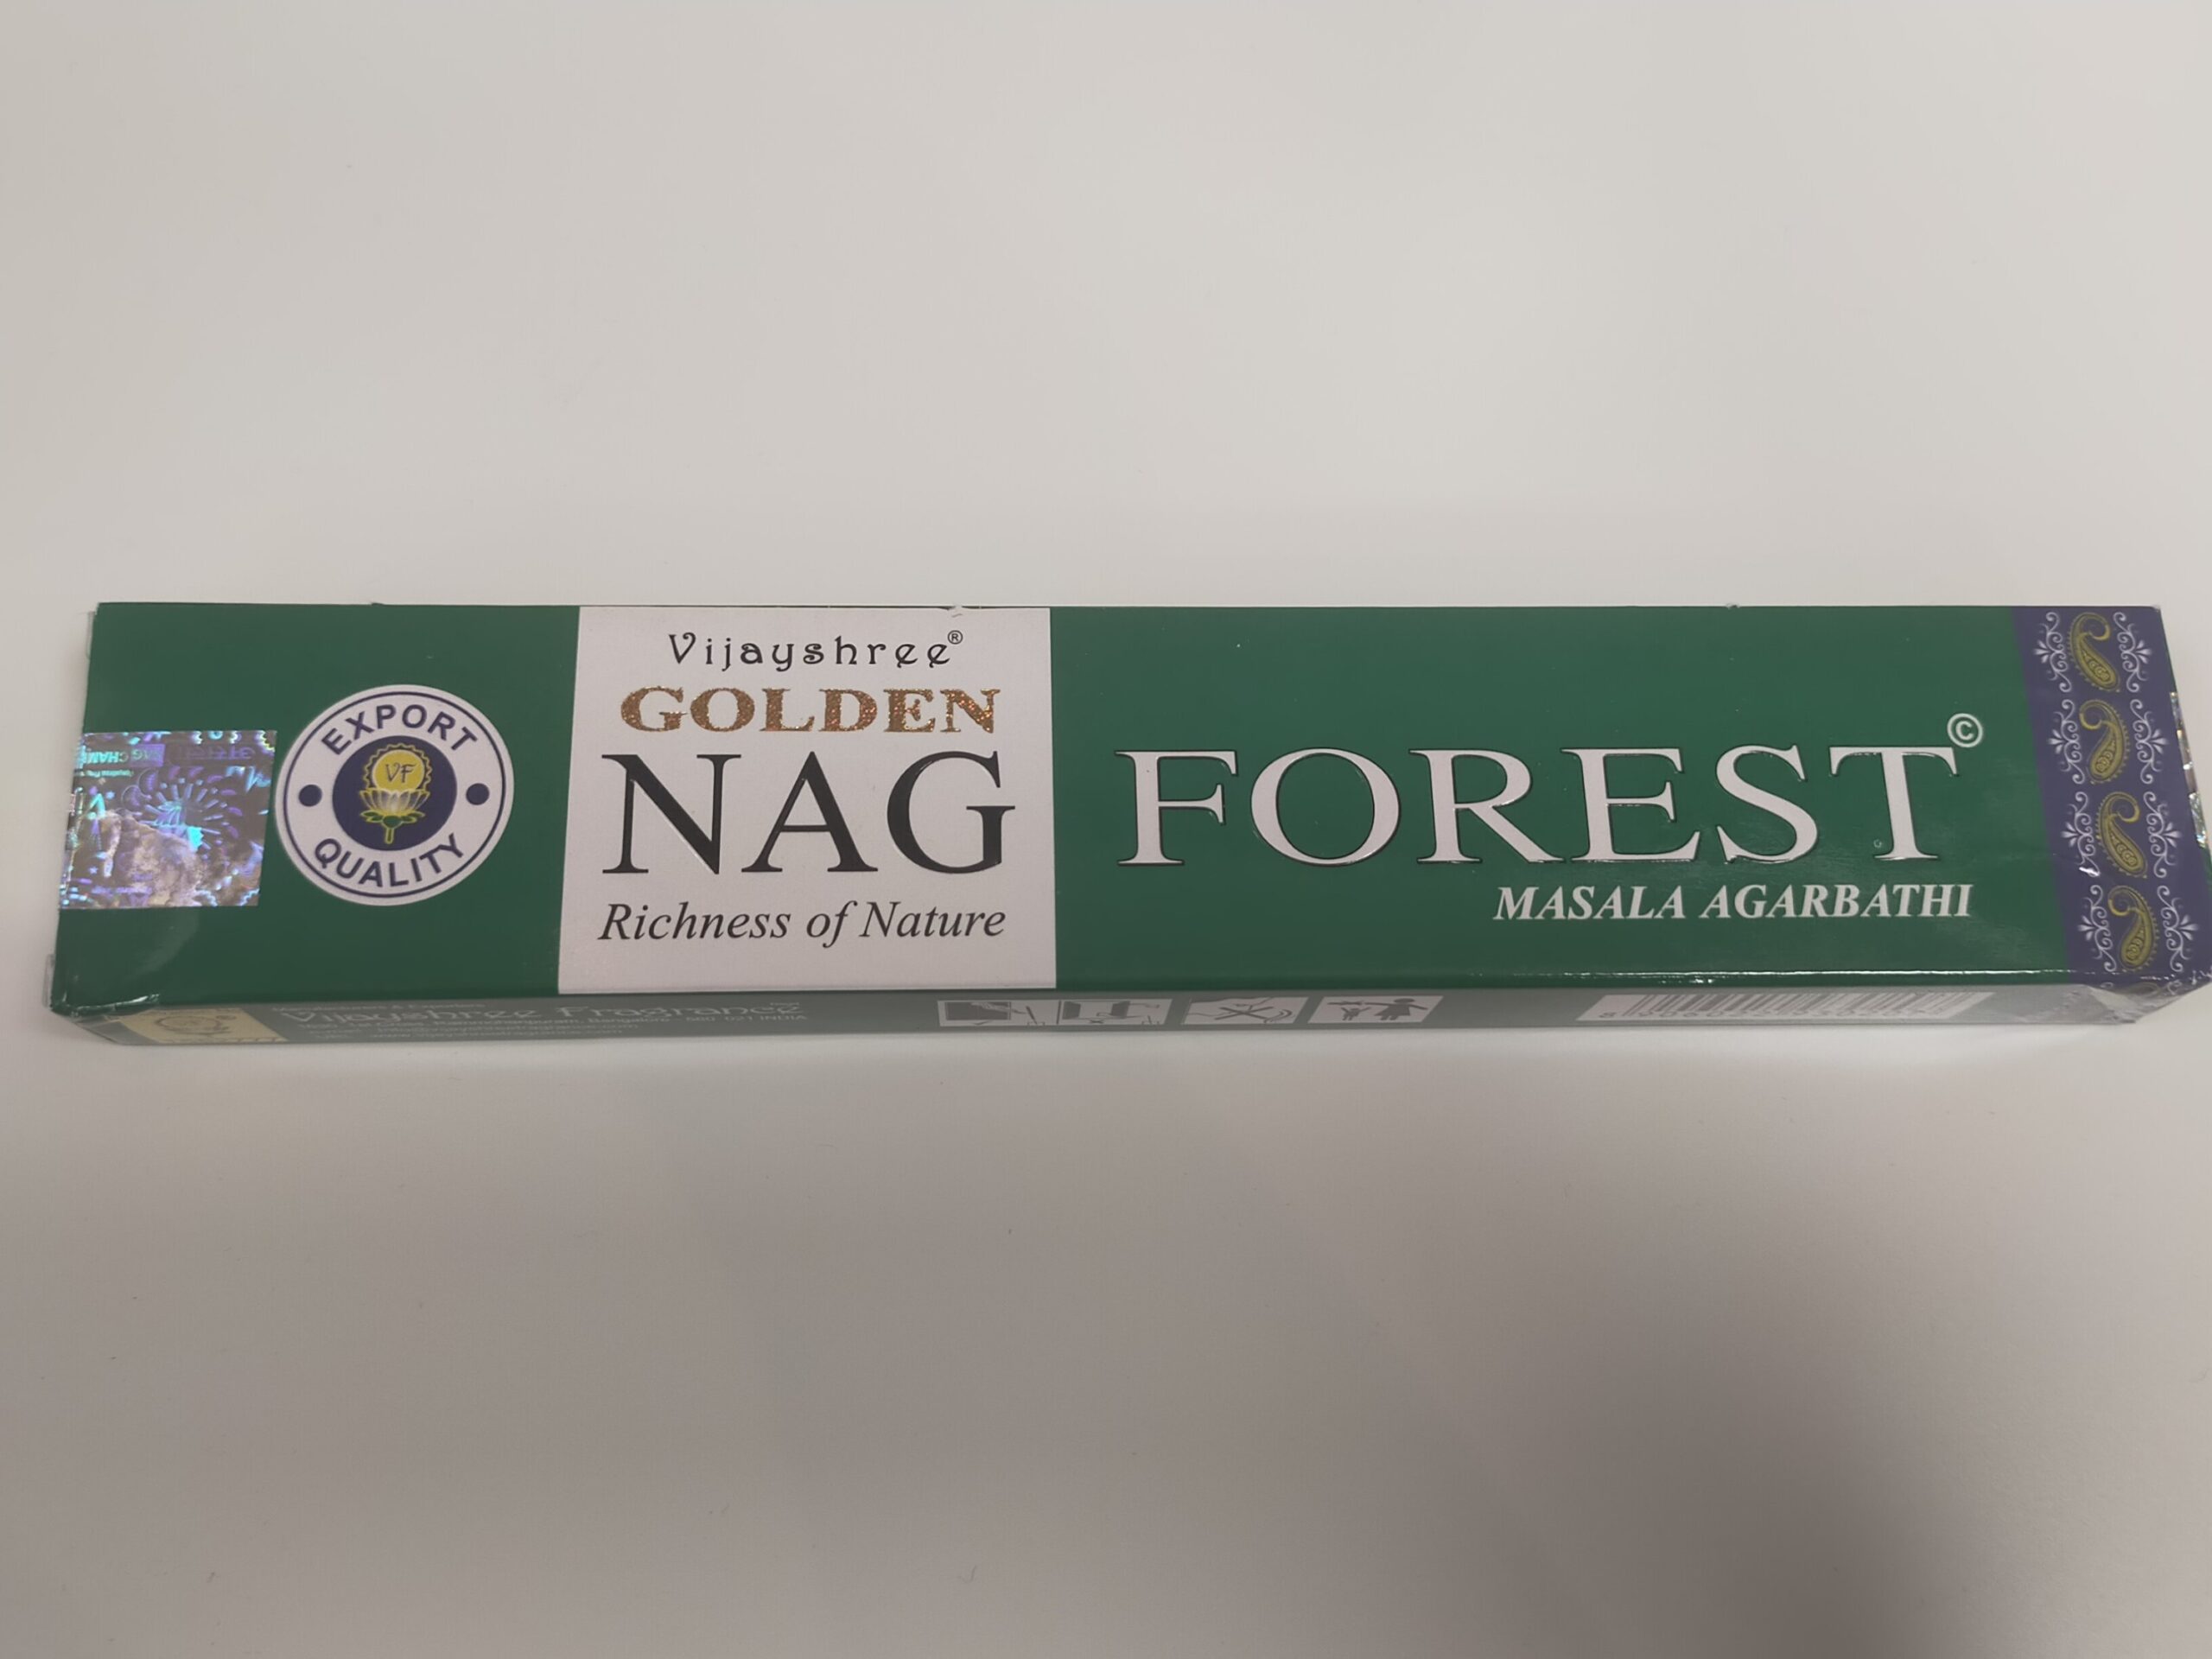 EXPORT
VF
QUALITY
Vijayshree®
GOLDEN
NAG
Richness of Nature
FOREST©
MASALA AGARBATHI
Vijayshree Fragrance